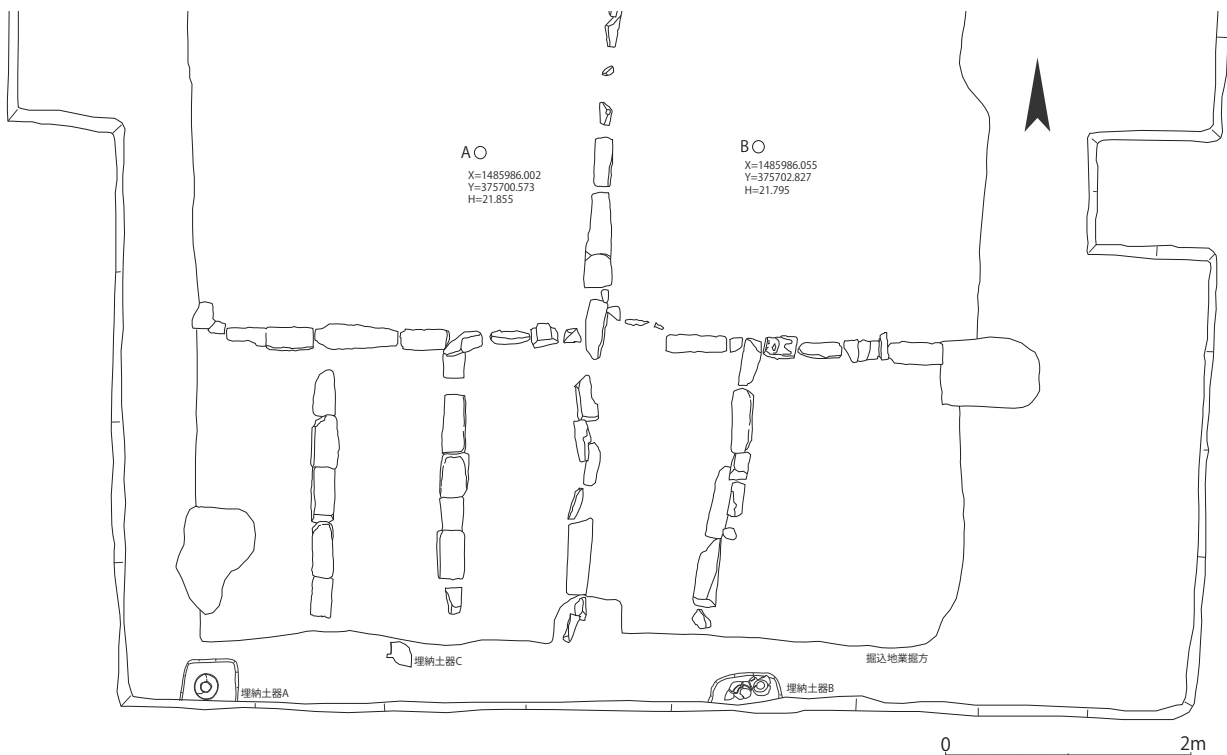 A
X=1485986.002
Y=375700.573
H=21.855
B
X=1485986.055
Y=375702.827
H=21.795
埋納土器C
掘込地業掘方
埋納土器A
埋納土器B
0 2m